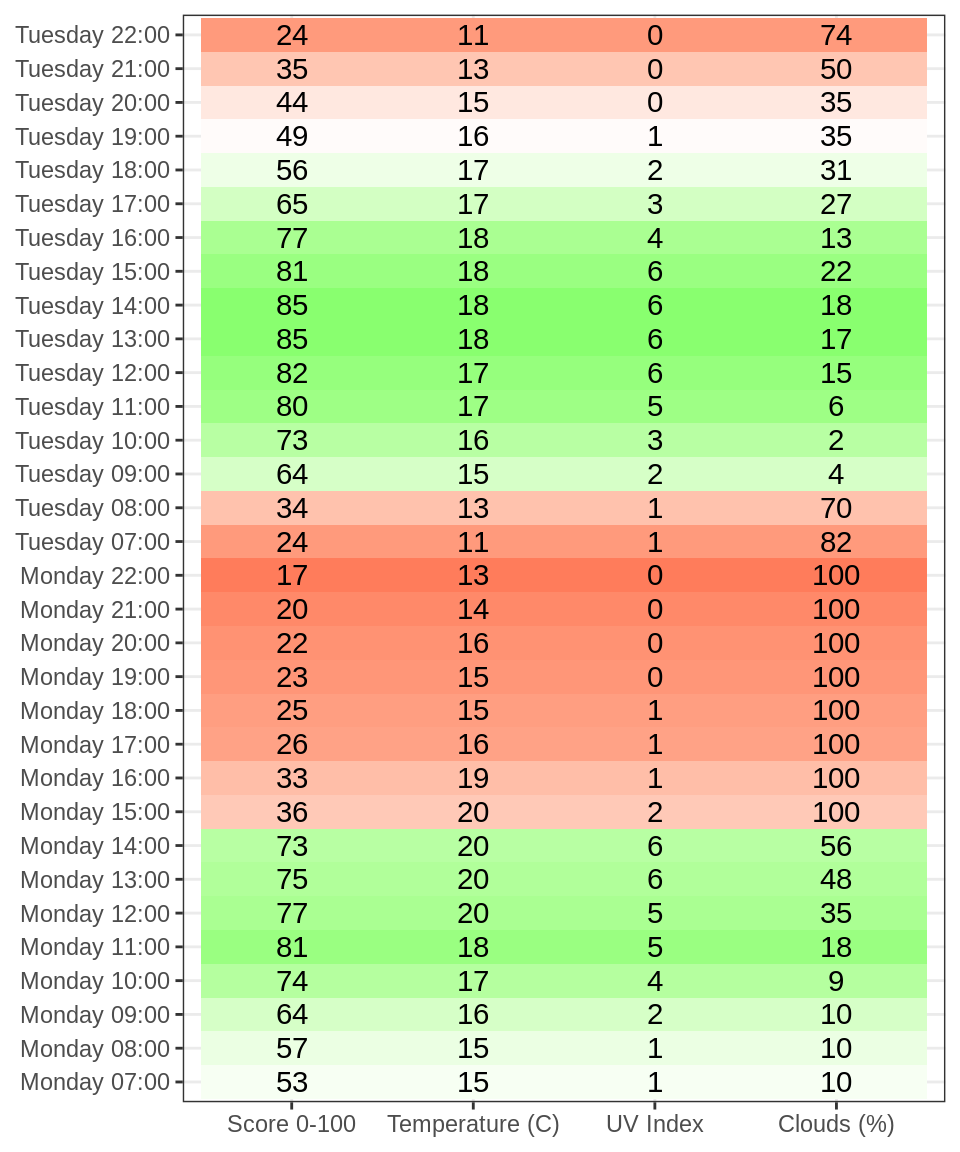 Tuesday 22:00 24 11 0 74
Tuesday 21:00 35 13 0 50
Tuesday 20:00 44 15 0 35
Tuesday 19:00 49 16 1 35
Tuesday 18:00 56 17 2 31
Tuesday 17:00 65 17 3 27
Tuesday 16:00 77 18 4 13
Tuesday 15:00 81 18 6 22
Tuesday 14:00 85 18 6 18
Tuesday 13:00 85 18 6 17
Tuesday 12:00 82 17 6 15
Tuesday 11:00 80 17 5 6
Tuesday 10:00 73 16 3 2
Tuesday 09:00 64 15 2 4
Tuesday 08:00 34 13 1 70
Tuesday 07:00 24 11 1 82
Monday 22:00 17 13 0 100
Monday 21:00 20 14 0 100
Monday 20:00 22 16 0 100
Monday 19:00 23 15 0 100
Monday 18:00 25 15 1 100
Monday 17:00 26 16 1 100
Monday 16:00 33 19 1 100
Monday 15:00 36 20 2 100
Monday 14:00 73 20 6 56
Monday 13:00 75 20 6 48
Monday 12:00 77 20 5 35
Monday 11:00 81 18 5 18
Monday 10:00 74 17 4 9
Monday 09:00 64 16 2 10
Monday 08:00 57 15 1 10
Monday 07:00 53 15 1 10
Score 0-100 Temperature (C) UV Index Clouds (%)